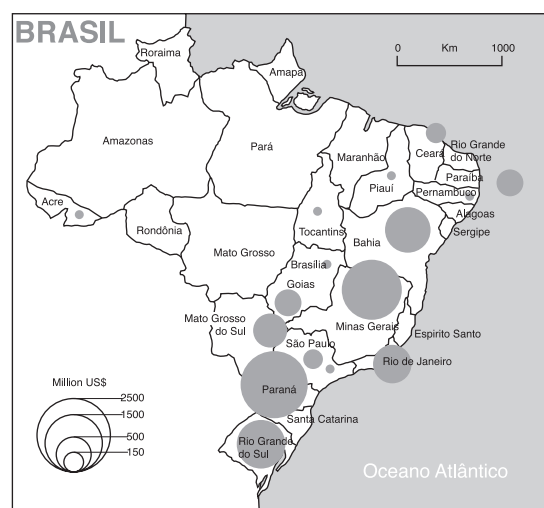 BRASIL
Roraima
Amapa
0 Km 1000
Amazonas
Pará
Maranhão
Ceará
Rio Grande
do Norte
Paraíba
Piauí
Pernambuco
Alagoas
Sergipe
Acre
Rondônia
Tocantins
Bahia
Mato Grosso
Brasília
Goias
Mato Grosso
do Sul
Minas Gerais
Espirito Santo
São Paulo
Rio de Janeiro
Paraná
Santa Catarina
Rio Grande
do Sul
Million US$
2500
1500
500
150
Oceano Atlântico